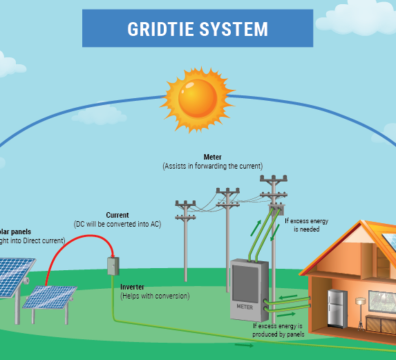 GRIDTIE SYSTEM
Meter
(Assists in forwarding the current)
Current
(DC will be converted into AC)
If excess energy
is needed
olar panels
ght into Direct current)
Inverter
(Helps with conversion)
METER
If excess energy is
produced by panels